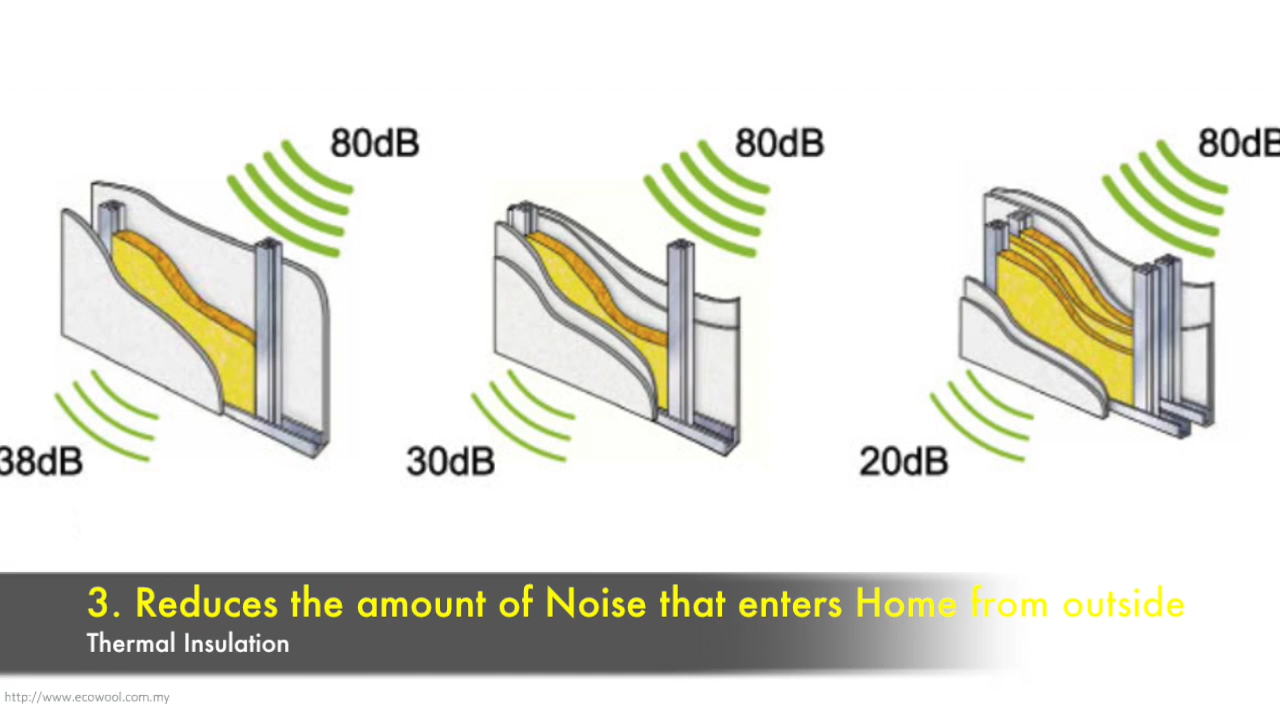 80dB
80dB
80dB
38dB
30dB
20dB
3. Reduces the amount of Noise that enters Home from outside
Thermal Insulation
http://www.ecowool.com.my